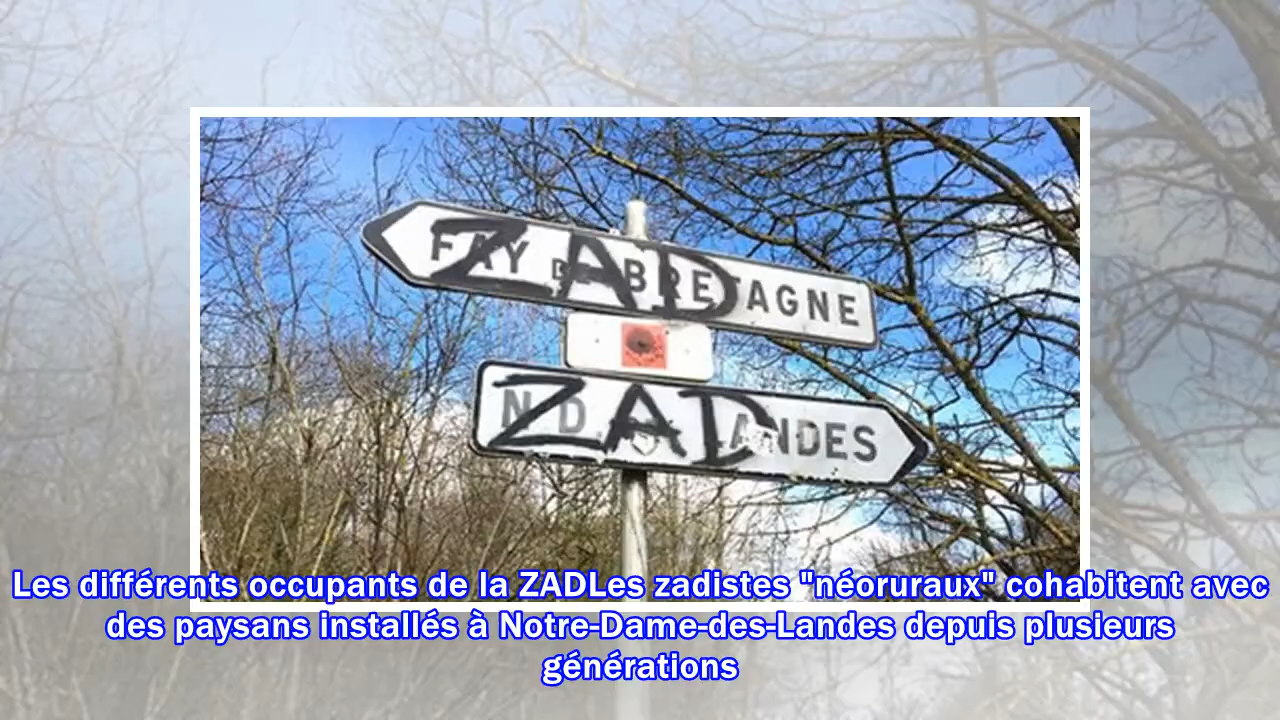 FAY DE BRETAGNE
ZAD
N.D. LANDES
ZAD
Les différents occupants de la ZADLes zadistes "néoruraux" cohabitent avec
des paysans installés à Notre-Dame-des-Landes depuis plusieurs
générations